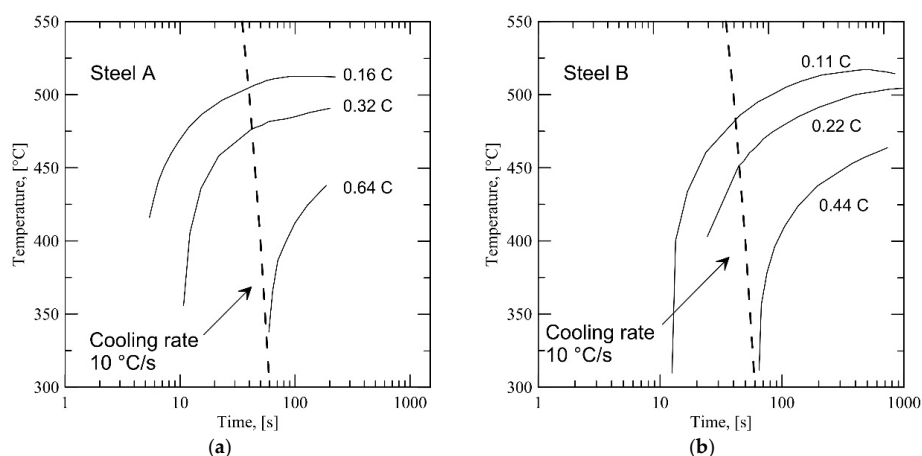 550
500
450
400
350
300
Temperature, [°C]
Steel A
0.16 C
0.32 C
0.64 C
Cooling rate
10 °C/s
1
10
100
1000
Time, [s]
(a)
550
500
450
400
350
300
Temperature, [°C]
Steel B
0.11 C
0.22 C
0.44 C
Cooling rate
10 °C/s
1
10
100
1000
Time, [s]
(b)